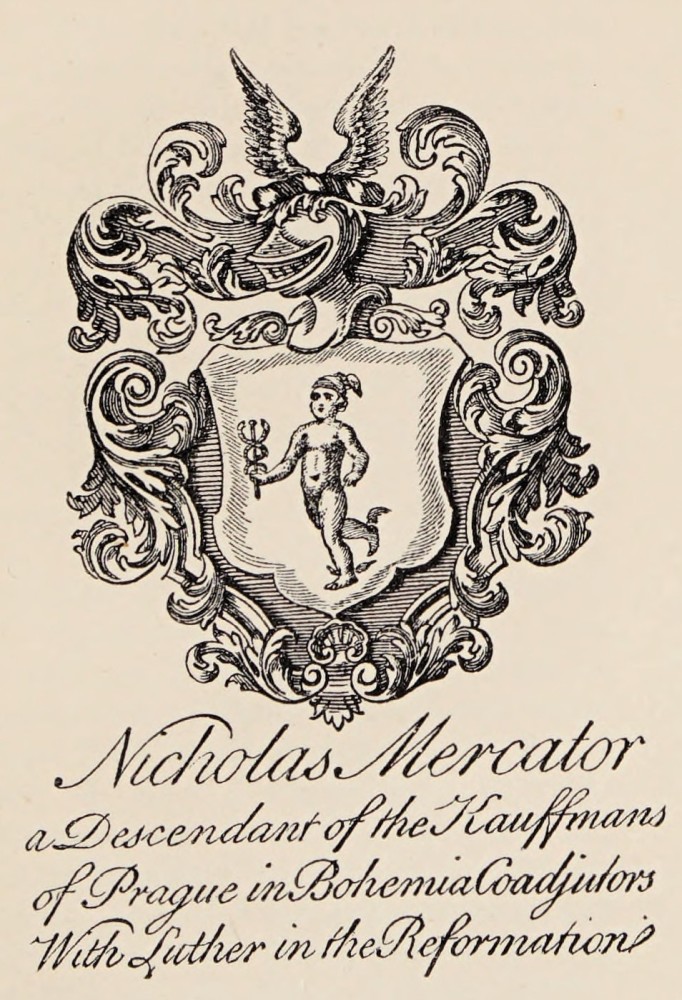 Nicholas Mercator
a Descendant of the Kauffmans
of Prague in Bohemia Coadjutors
With Luther in the Reformation